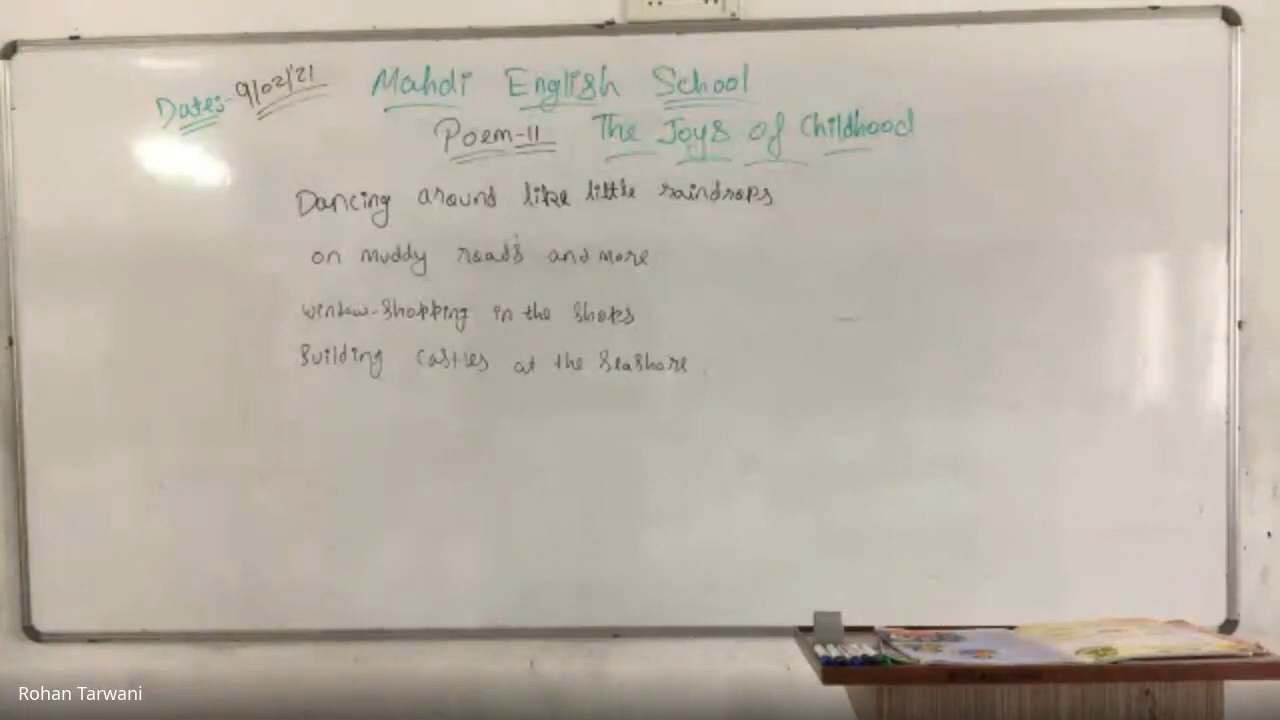 Date:- 9/02/21
Mahdi English School
Poem-11 The Joys of Childhood
Dancing around like little raindrops
on muddy roads and more
window-shopping in the shops
Building castles at the seashore.
Rohan Tarwani